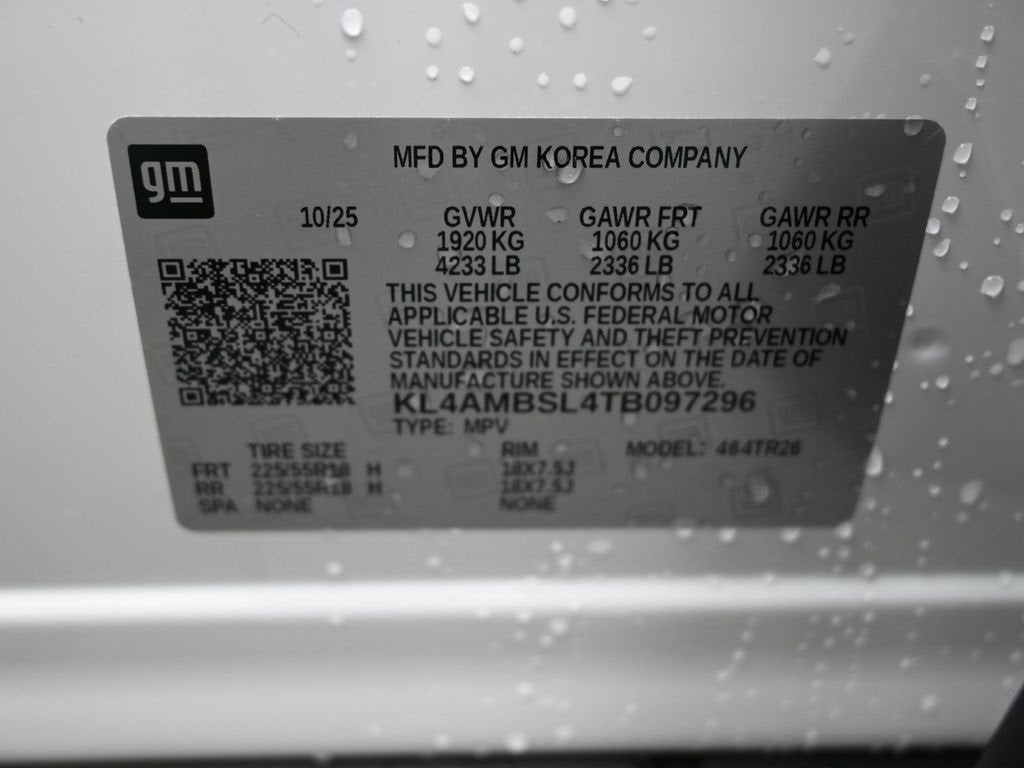 gm
MFD BY GM KOREA COMPANY
10/25 GVWR GAWR FRT GAWR RR
1920 KG 1060 KG 1060 KG
4233 LB 2336 LB 2336 LB
THIS VEHICLE CONFORMS TO ALL
APPLICABLE U.S. FEDERAL MOTOR
VEHICLE SAFETY AND THEFT PREVENTION
STANDARDS IN EFFECT ON THE DATE OF
MANUFACTURE SHOWN ABOVE.
KL4AMBSL4TB097296
TYPE: MPV
TIRE SIZE RIM MODEL: 464TR26
FRT 225/55R18 H 18X7.5J
RR 225/55R18 H 18X7.5J
SPA NONE NONE